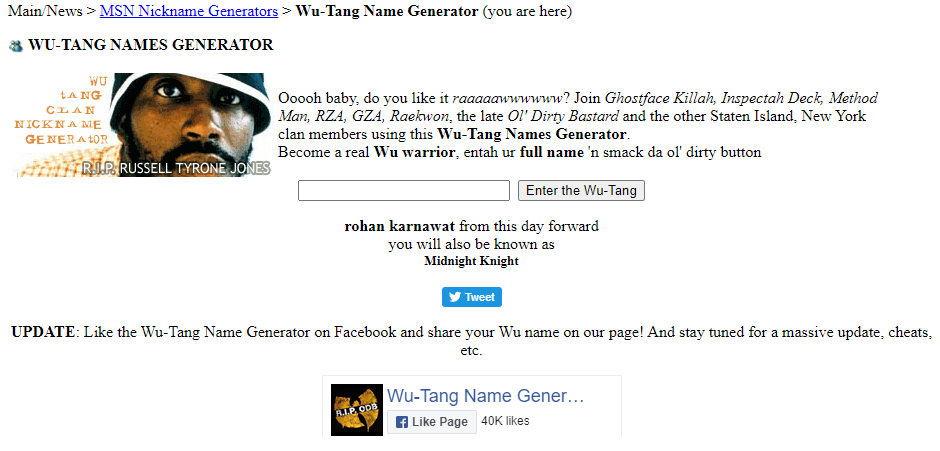 Main/News > MSN Nickname Generators > Wu-Tang Name Generator (you are here)
WU-TANG NAMES GENERATOR
WU
tANG
CLAN
NICKNAME
GENERAtOR
R.I.P. RUSSELL TYRONE JONES
Ooooh baby, do you like it raaaaawwwwww? Join Ghostface Killah, Inspectah Deck, Method
Man, RZA, GZA, Raekwon, the late Ol' Dirty Bastard and the other Staten Island, New York
clan members using this Wu-Tang Names Generator.
Become a real Wu warrior, entah ur full name 'n smack da ol' dirty button
Enter the Wu-Tang
rohan karnawat from this day forward
you will also be known as
Midnight Knight
Tweet
UPDATE: Like the Wu-Tang Name Generator on Facebook and share your Wu name on our page! And stay tuned for a massive update, cheats,
etc.
R.I.P. ODB
Wu-Tang Name Gener…
Like Page
40K likes